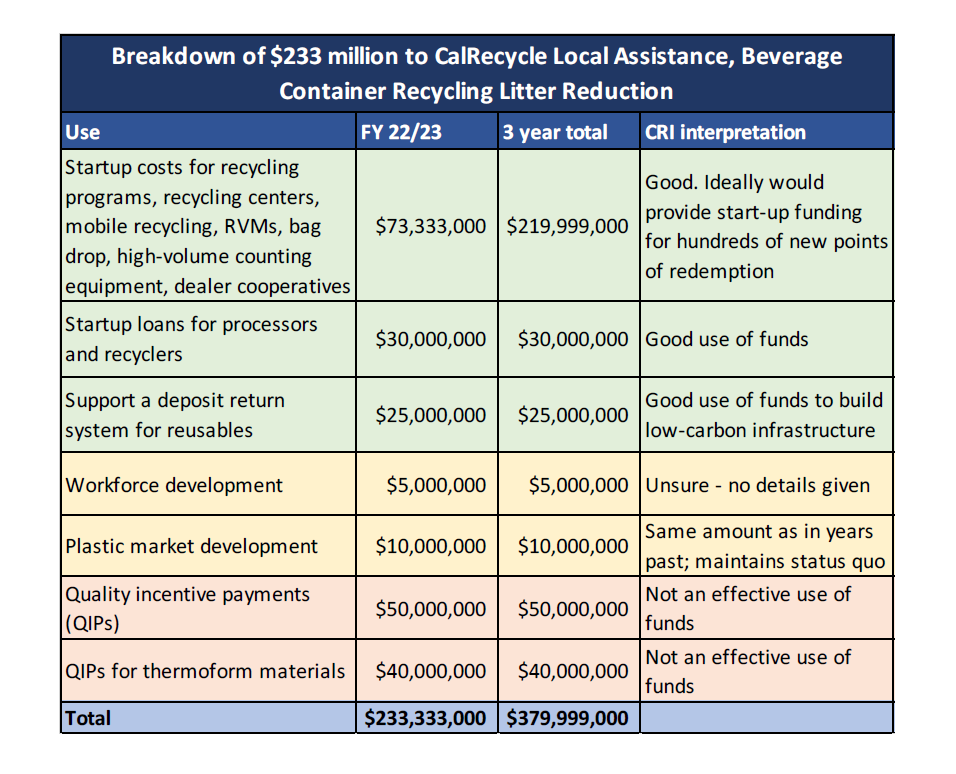 Breakdown of $233 million to CalRecycle Local Assistance, Beverage
Container Recycling Litter Reduction
Use FY 22/23 3 year total CRI interpretation
Startup costs for recycling
programs, recycling centers,
mobile recycling, RVMs, bag
drop, high-volume counting
equipment, dealer cooperatives
$73,333,000 $219,999,000
Good. Ideally would
provide start-up funding
for hundreds of new points
of redemption
Startup loans for processors
and recyclers
$30,000,000 $30,000,000 Good use of funds
Support a deposit return
system for reusables
$25,000,000 $25,000,000
Good use of funds to build
low-carbon infrastructure
Workforce development $5,000,000 $5,000,000 Unsure - no details given
Plastic market development $10,000,000 $10,000,000
Same amount as in years
past; maintains status quo
Quality incentive payments
(QIPs)
$50,000,000 $50,000,000
Not an effective use of
funds
QIPs for thermoform materials $40,000,000 $40,000,000
Not an effective use of
funds
Total $233,333,000 $379,999,000